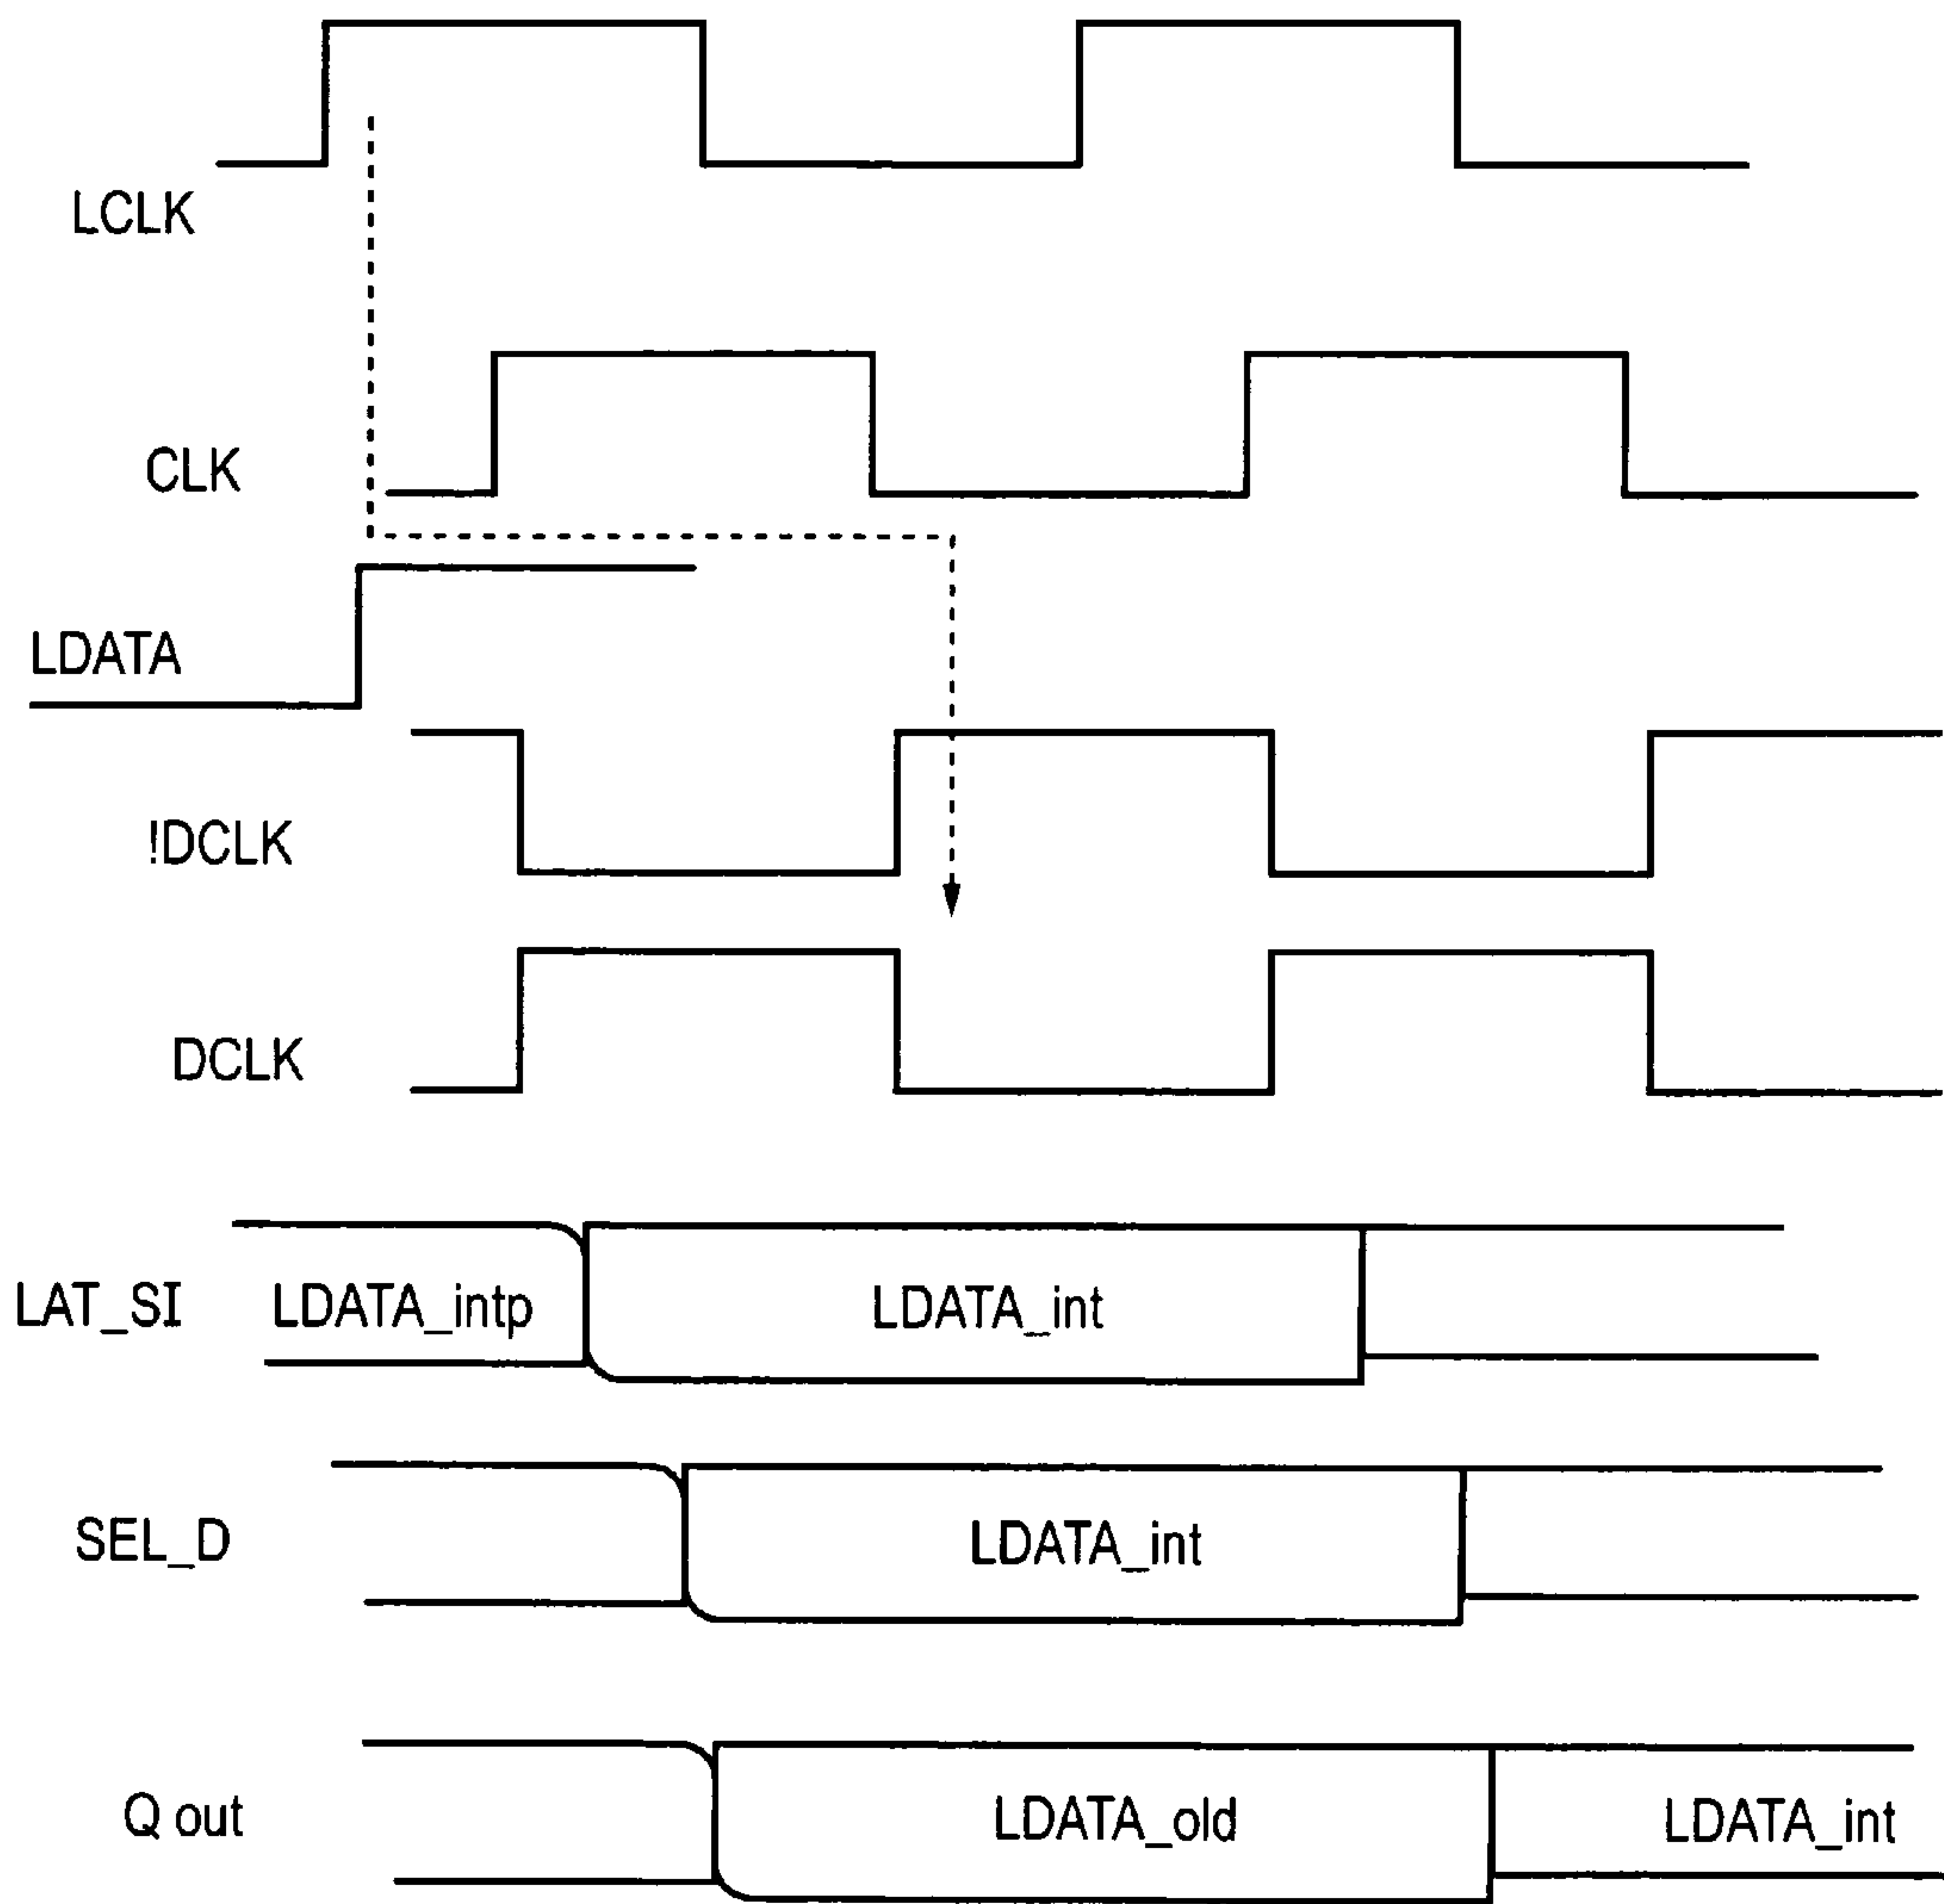 LCLK
CLK
LDATA
!DCLK
DCLK
LAT_SI LDATA_intp LDATA_int
SEL_D LDATA_int
Q out LDATA_old LDATA_int